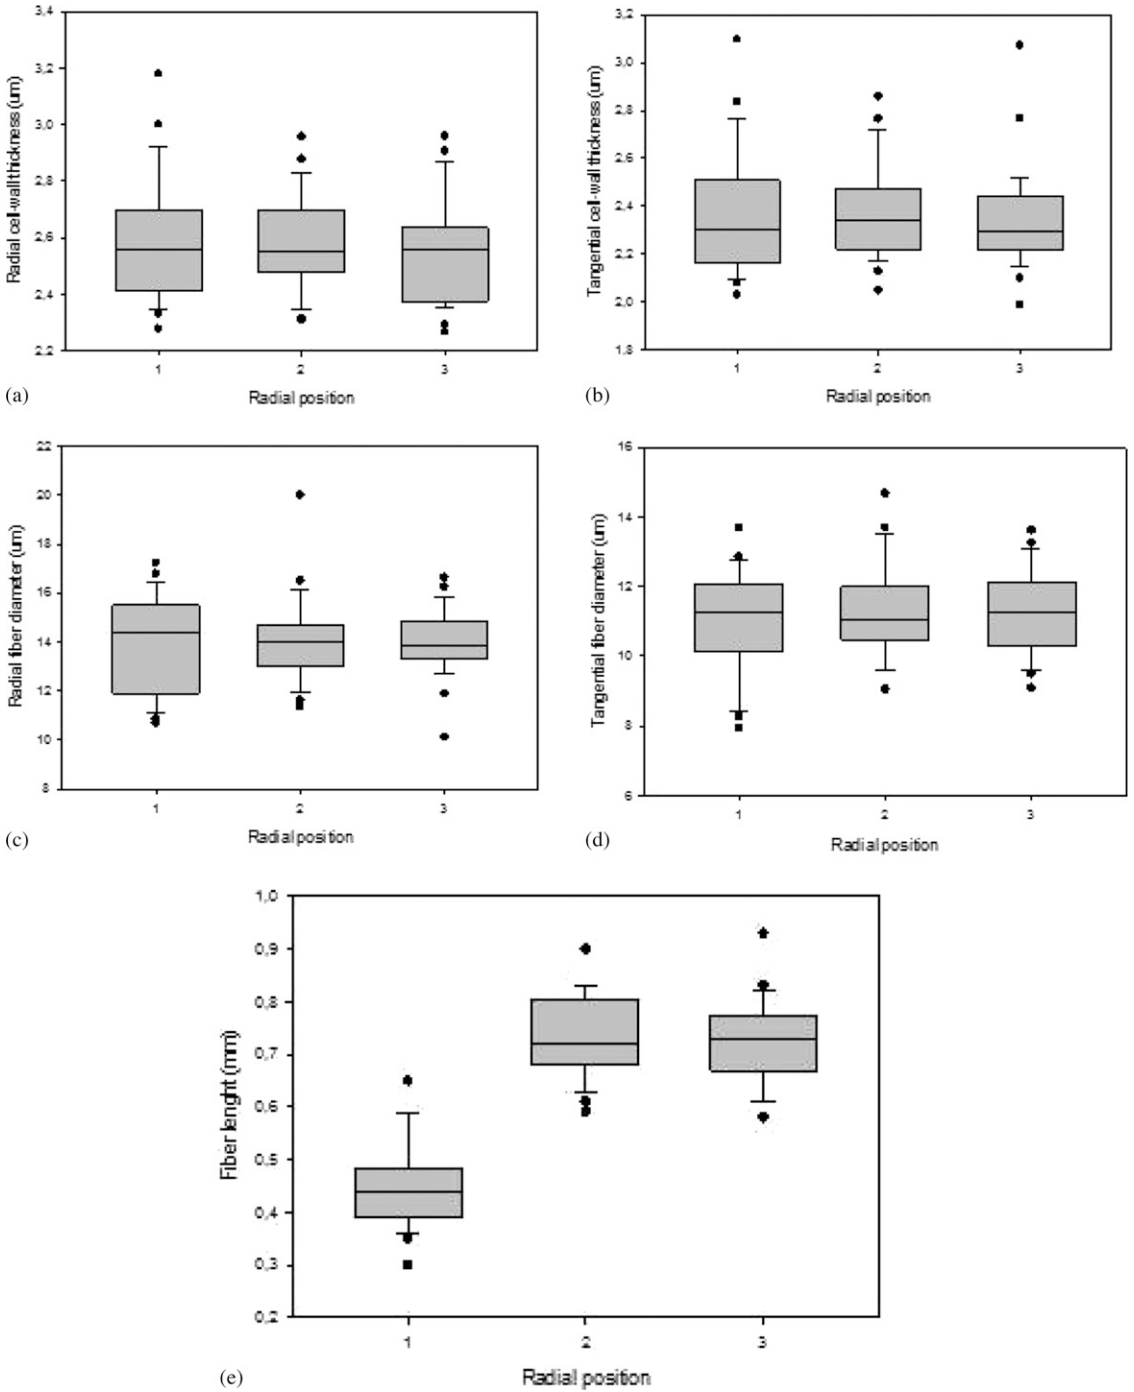 3,4
3,2
3,0
2,8
2,6
2,4
2,2
Radial cell-wall thickness (um)
1 2 3
Radial position
(a)
3,2
3,0
2,8
2,6
2,4
2,2
2,0
1,8
Tangential cell-wall thickness (um)
1 2 3
Radial position
(b)
22
20
18
16
14
12
10
8
Radial fiber diameter (um)
1 2 3
Radial position
(c)
16
14
12
10
8
6
Tangential fiber diameter (um)
1 2 3
Radial position
(d)
1,0
0,9
0,8
0,7
0,6
0,5
0,4
0,3
0,2
Fiber lenght (mm)
1 2 3
Radial position
(e)